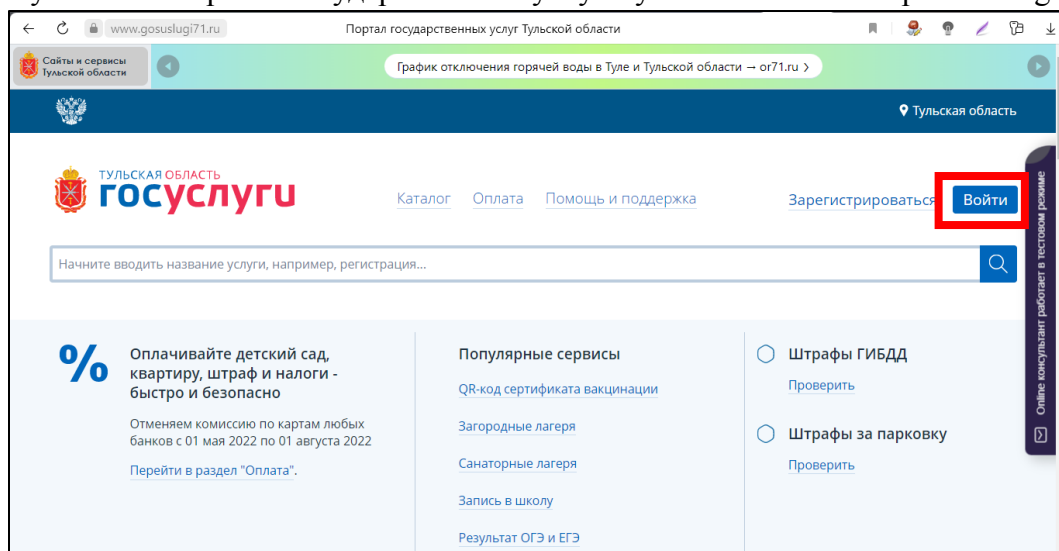 www.gosuslugi71.ru
Портал государственных услуг Тульской области
Сайты и сервисы
Тульской области
График отключения горячей воды в Туле и Тульской области → or71.ru >
Тульская область
ТУЛЬСКАЯ ОБЛАСТЬ
госуслуги
Каталог Оплата Помощь и поддержка
Зарегистрироваться Войти
Начните вводить название услуги, например, регистрация...
Online консультант работает в тестовом режиме
%
Оплачивайте детский сад,
квартиру, штраф и налоги -
быстро и безопасно
Отменяем комиссию по картам любых
банков с 01 мая 2022 по 01 августа 2022
Перейти в раздел "Оплата".
Популярные сервисы
QR-код сертификата вакцинации
Загородные лагеря
Санаторные лагеря
Запись в школу
Результат ОГЭ и ЕГЭ
Штрафы ГИБДД
Проверить
Штрафы за парковку
Проверить